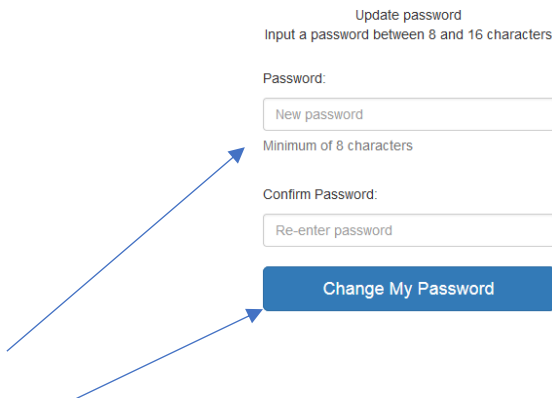 Update password
Input a password between 8 and 16 characters
Password:
New password
Minimum of 8 characters
Confirm Password:
Re-enter password
Change My Password